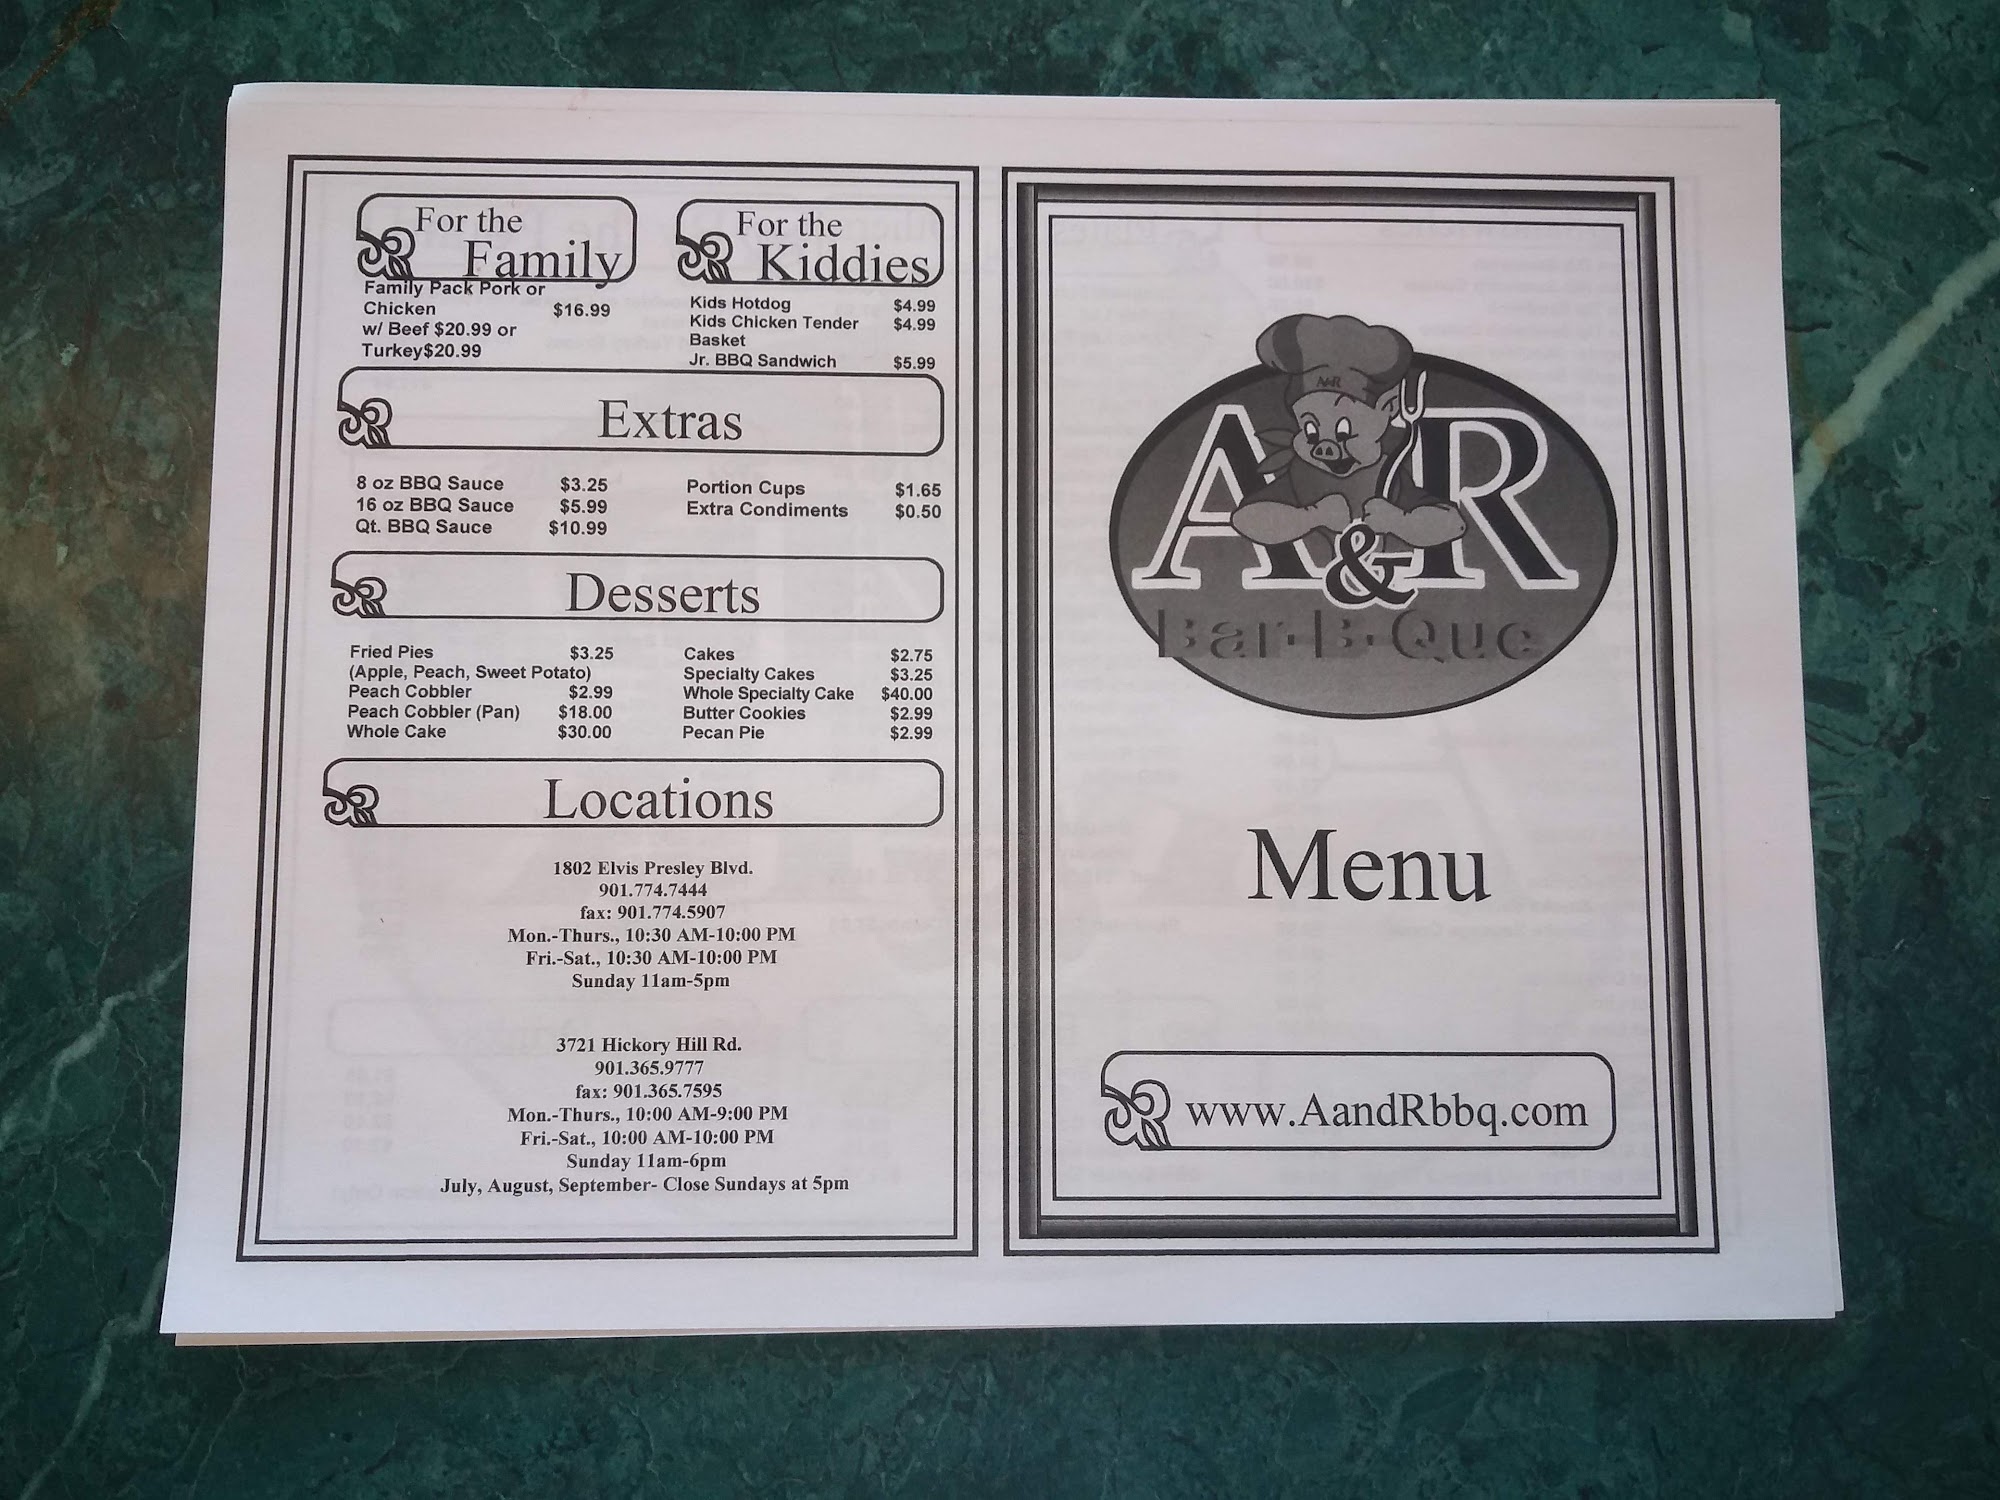 For the
Family
Family Pack Pork or
Chicken $16.99
w/ Beef $20.99 or
Turkey$20.99
For the
Kiddies
Kids Hotdog $4.99
Kids Chicken Tender $4.99
Basket
Jr. BBQ Sandwich $5.99
Extras
8 oz BBQ Sauce $3.25
16 oz BBQ Sauce $5.99
Qt. BBQ Sauce $10.99
Portion Cups $1.65
Extra Condiments $0.50
Desserts
Fried Pies $3.25
(Apple, Peach, Sweet Potato)
Peach Cobbler $2.99
Peach Cobbler (Pan) $18.00
Whole Cake $30.00
Cakes $2.75
Specialty Cakes $3.25
Whole Specialty Cake $40.00
Butter Cookies $2.99
Pecan Pie $2.99
Locations
1802 Elvis Presley Blvd.
901.774.7444
fax: 901.774.5907
Mon.-Thurs., 10:30 AM-10:00 PM
Fri.-Sat., 10:30 AM-10:00 PM
Sunday 11am-5pm
3721 Hickory Hill Rd.
901.365.9777
fax: 901.365.7595
Mon.-Thurs., 10:00 AM-9:00 PM
Fri.-Sat., 10:00 AM-10:00 PM
Sunday 11am-6pm
July, August, September- Close Sundays at 5pm
A&R
A&R
Bar-B-Que
Menu
www.AandRbbq.com